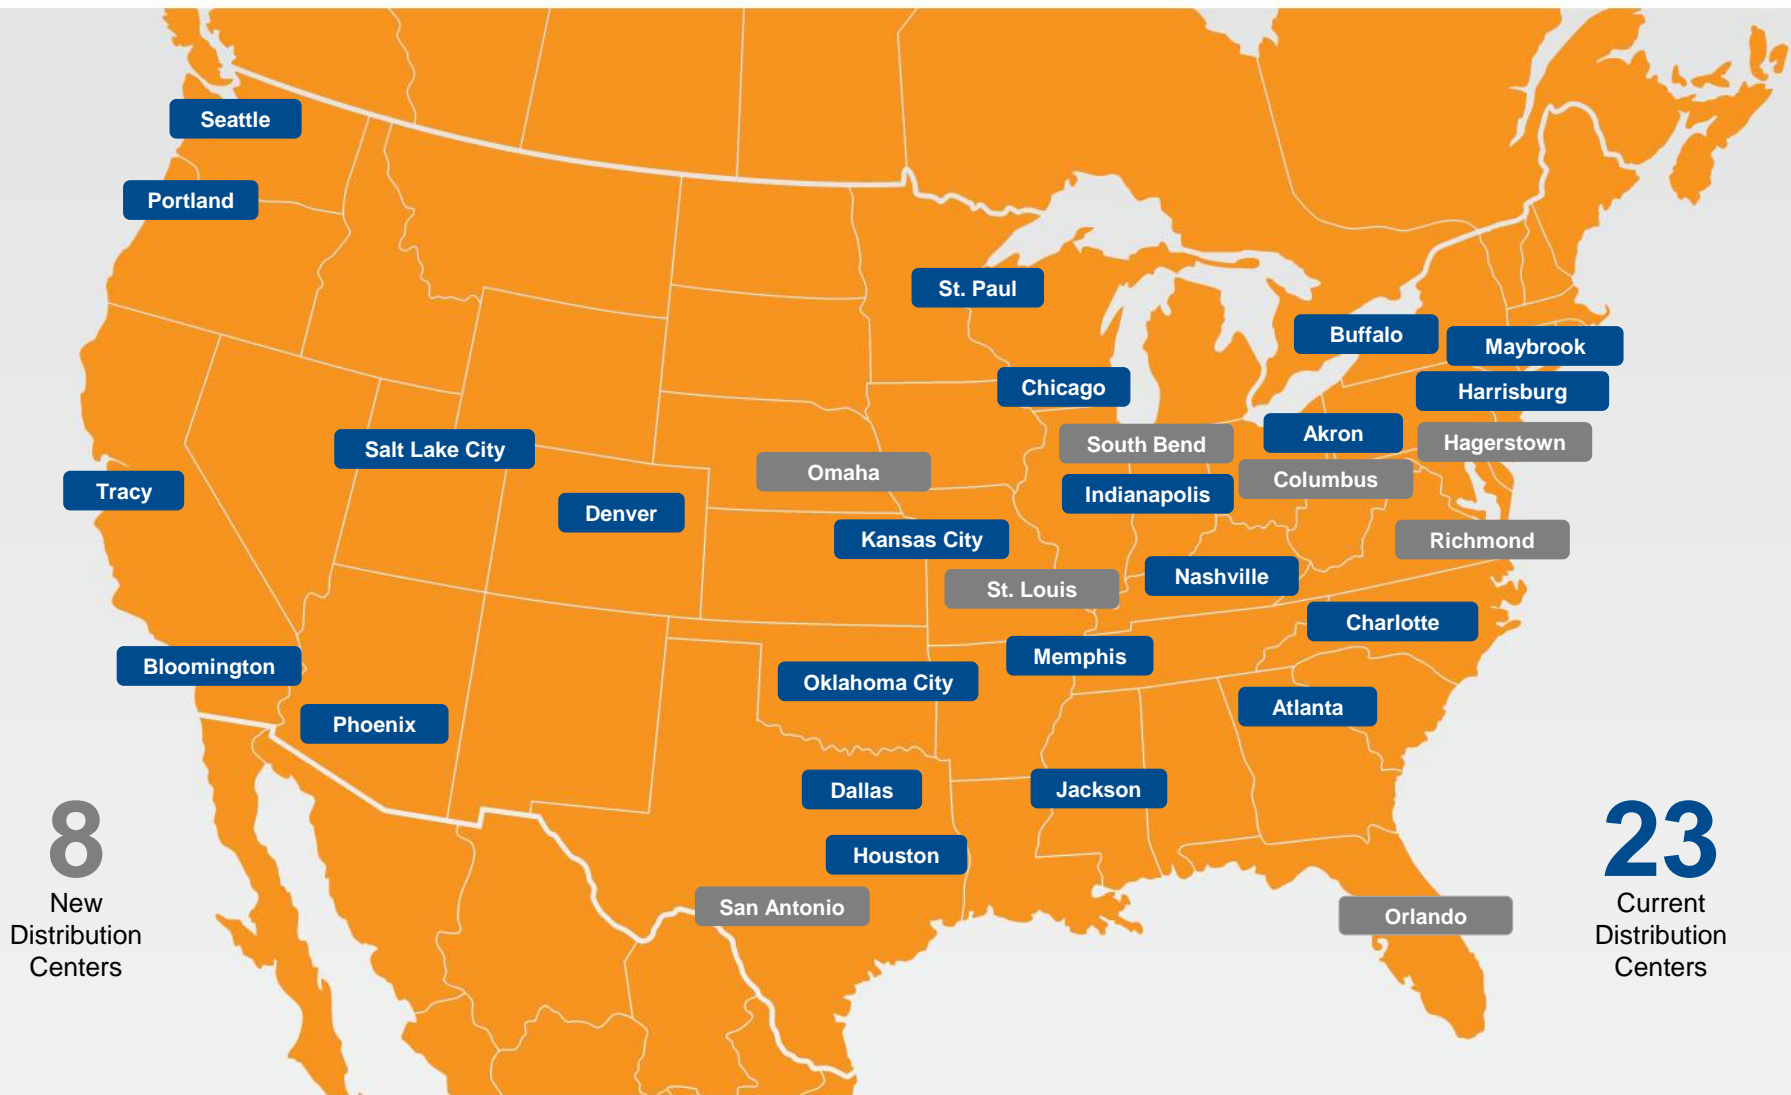 Seattle
Portland
St. Paul
Buffalo
Maybrook
Chicago
Harrisburg
Salt Lake City
South Bend
Akron
Hagerstown
Omaha
Columbus
Tracy
Indianapolis
Denver
Kansas City
Richmond
St. Louis
Nashville
Charlotte
Bloomington
Memphis
Oklahoma City
Phoenix
Atlanta
Dallas
Jackson
Houston
San Antonio
Orlando
8
New
Distribution
Centers
23
Current
Distribution
Centers